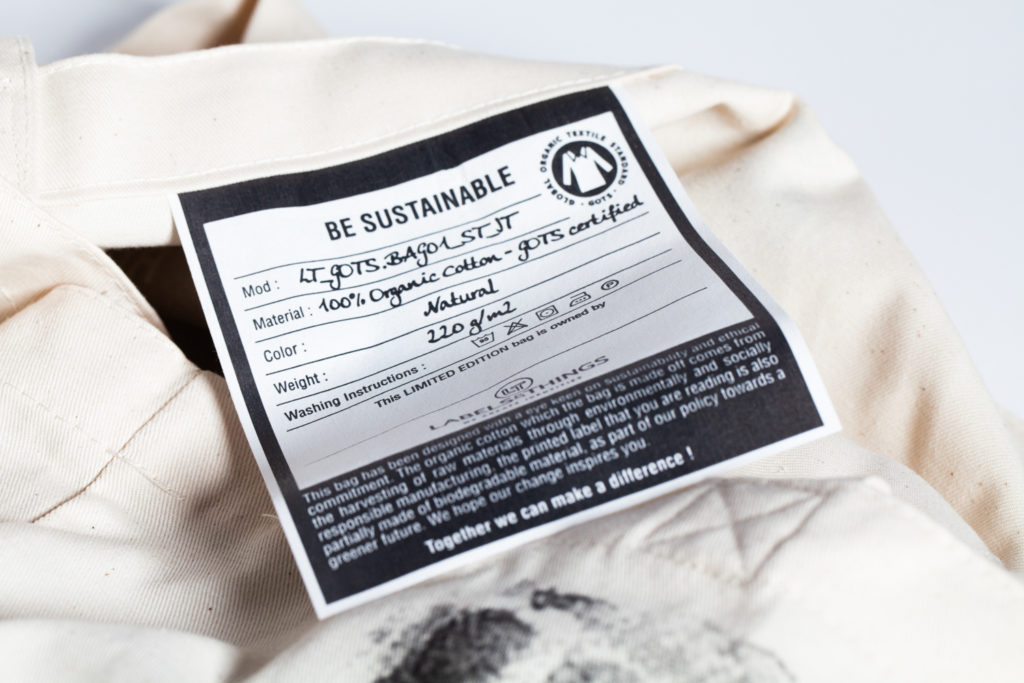 BE SUSTAINABLE
GLOBAL ORGANIC TEXTILE STANDARD · GOTS ·
Mod : LT_GOTS.BAG01_ST_JT
Material : 100% Organic Cotton - GOTS certified
Color : Natural
Weight : 220 g/m2
Washing Instructions :
This LIMITED EDITION bag is owned by
LT
LABELS&THINGS
This bag has been designed with a eye keen on sustainability and ethical
commitment. The organic cotton which the bag is made off comes from
the harvesting of raw materials through environmentally and socially
responsible manufacturing, the printed label that you are reading is also
partially made of biodegradable material, as part of our policy towards a
greener future. We hope our change inspires you.
Together we can make a difference !